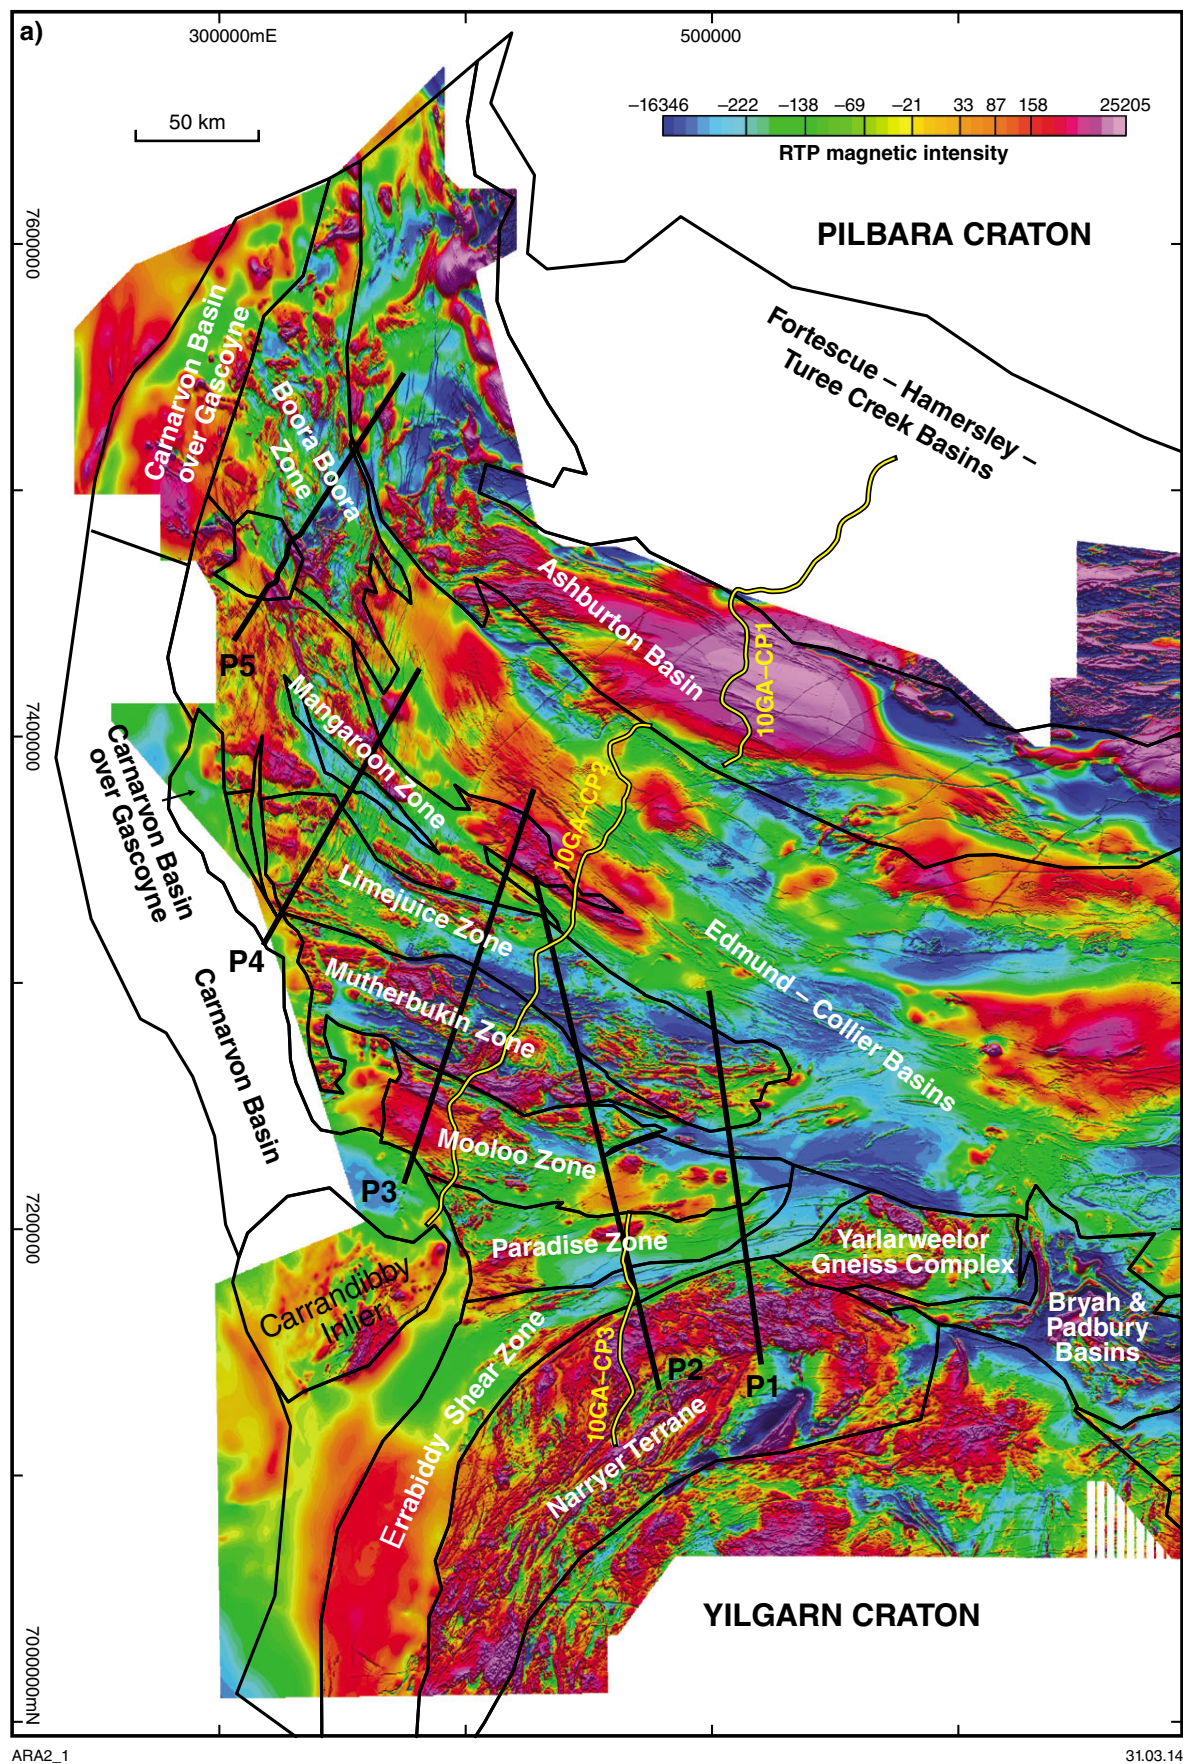 a)
300000mE
500000
50 km
−16346
−222
−138
−69
−21
33
87
158
25205
RTP magnetic intensity
PILBARA CRATON
7600000
Fortescue – Hamersley –
Turee Creek Basins
Carnarvon Basin
over Gascoyne
Boora Boora
Zone
Ashburton Basin
10GA–CP1
P5
Mangaroon Zone
7400000
Carnarvon Basin
over Gascoyne
10GA–CP2
Limejuice Zone
P4
Edmund – Collier Basins
Mutherbukin Zone
Carnarvon Basin
Mooloo Zone
P3
7200000
Paradise Zone
Yarlarweelor
Gneiss Complex
Carrandibby
Inlier
Bryah &
Padbury
Basins
Errabiddy Shear Zone
10GA–CP3
P2
P1
Narryer Terrane
YILGARN CRATON
7000000mN
ARA2_1
31.03.14